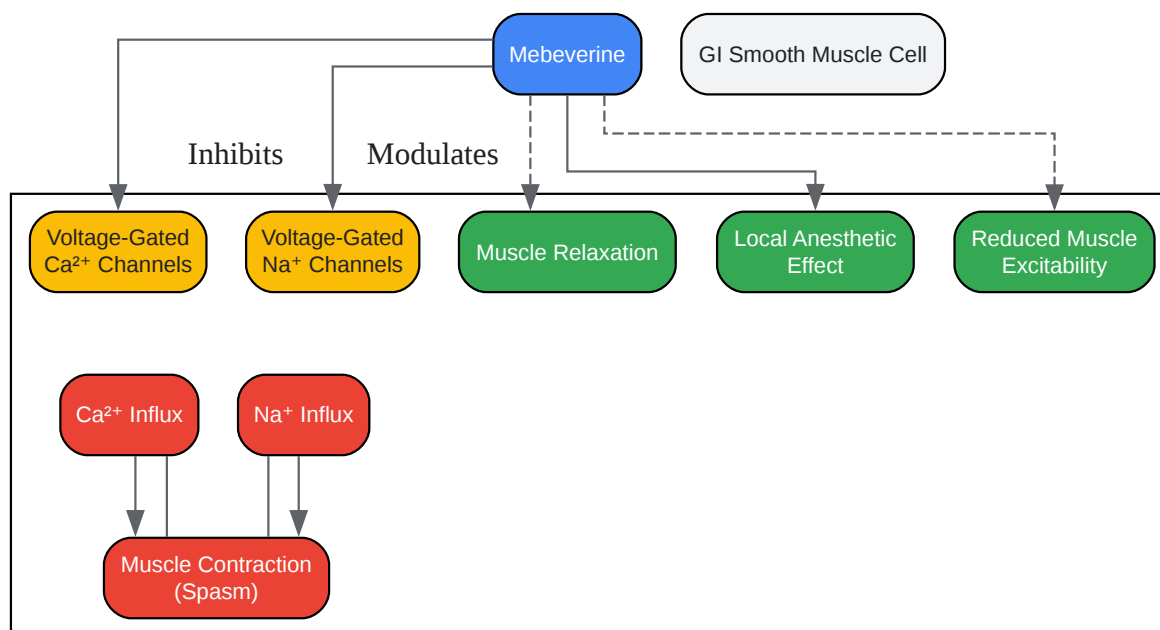 Mebeverine
GI Smooth Muscle Cell
Inhibits
Modulates
Voltage-Gated
Ca²⁺ Channels
Voltage-Gated
Na⁺ Channels
Muscle Relaxation
Local Anesthetic
Effect
Reduced Muscle
Excitability
Ca²⁺ Influx
Na⁺ Influx
Muscle Contraction
(Spasm)